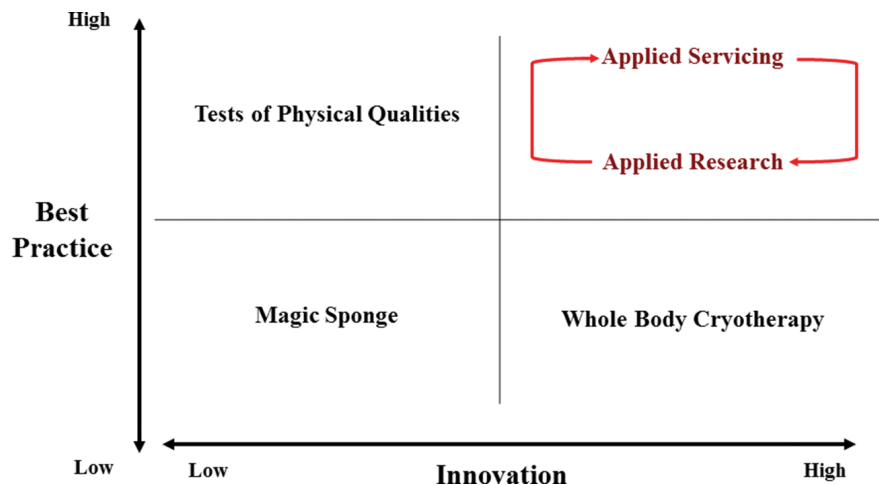 High
Applied Servicing
Tests of Physical Qualities
Applied Research
Best
Practice
Magic Sponge
Whole Body Cryotherapy
Low
Low
Innovation
High